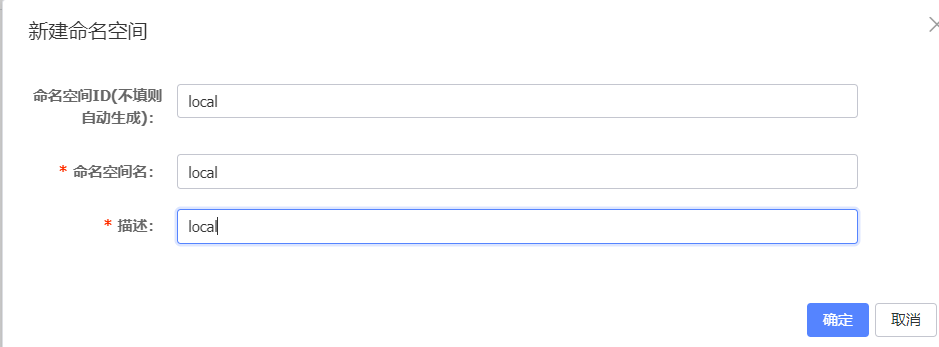 新建命名空间
命名空间ID(不填则
自动生成)：
local
* 命名空间名：
local
* 描述：
local
确定
取消